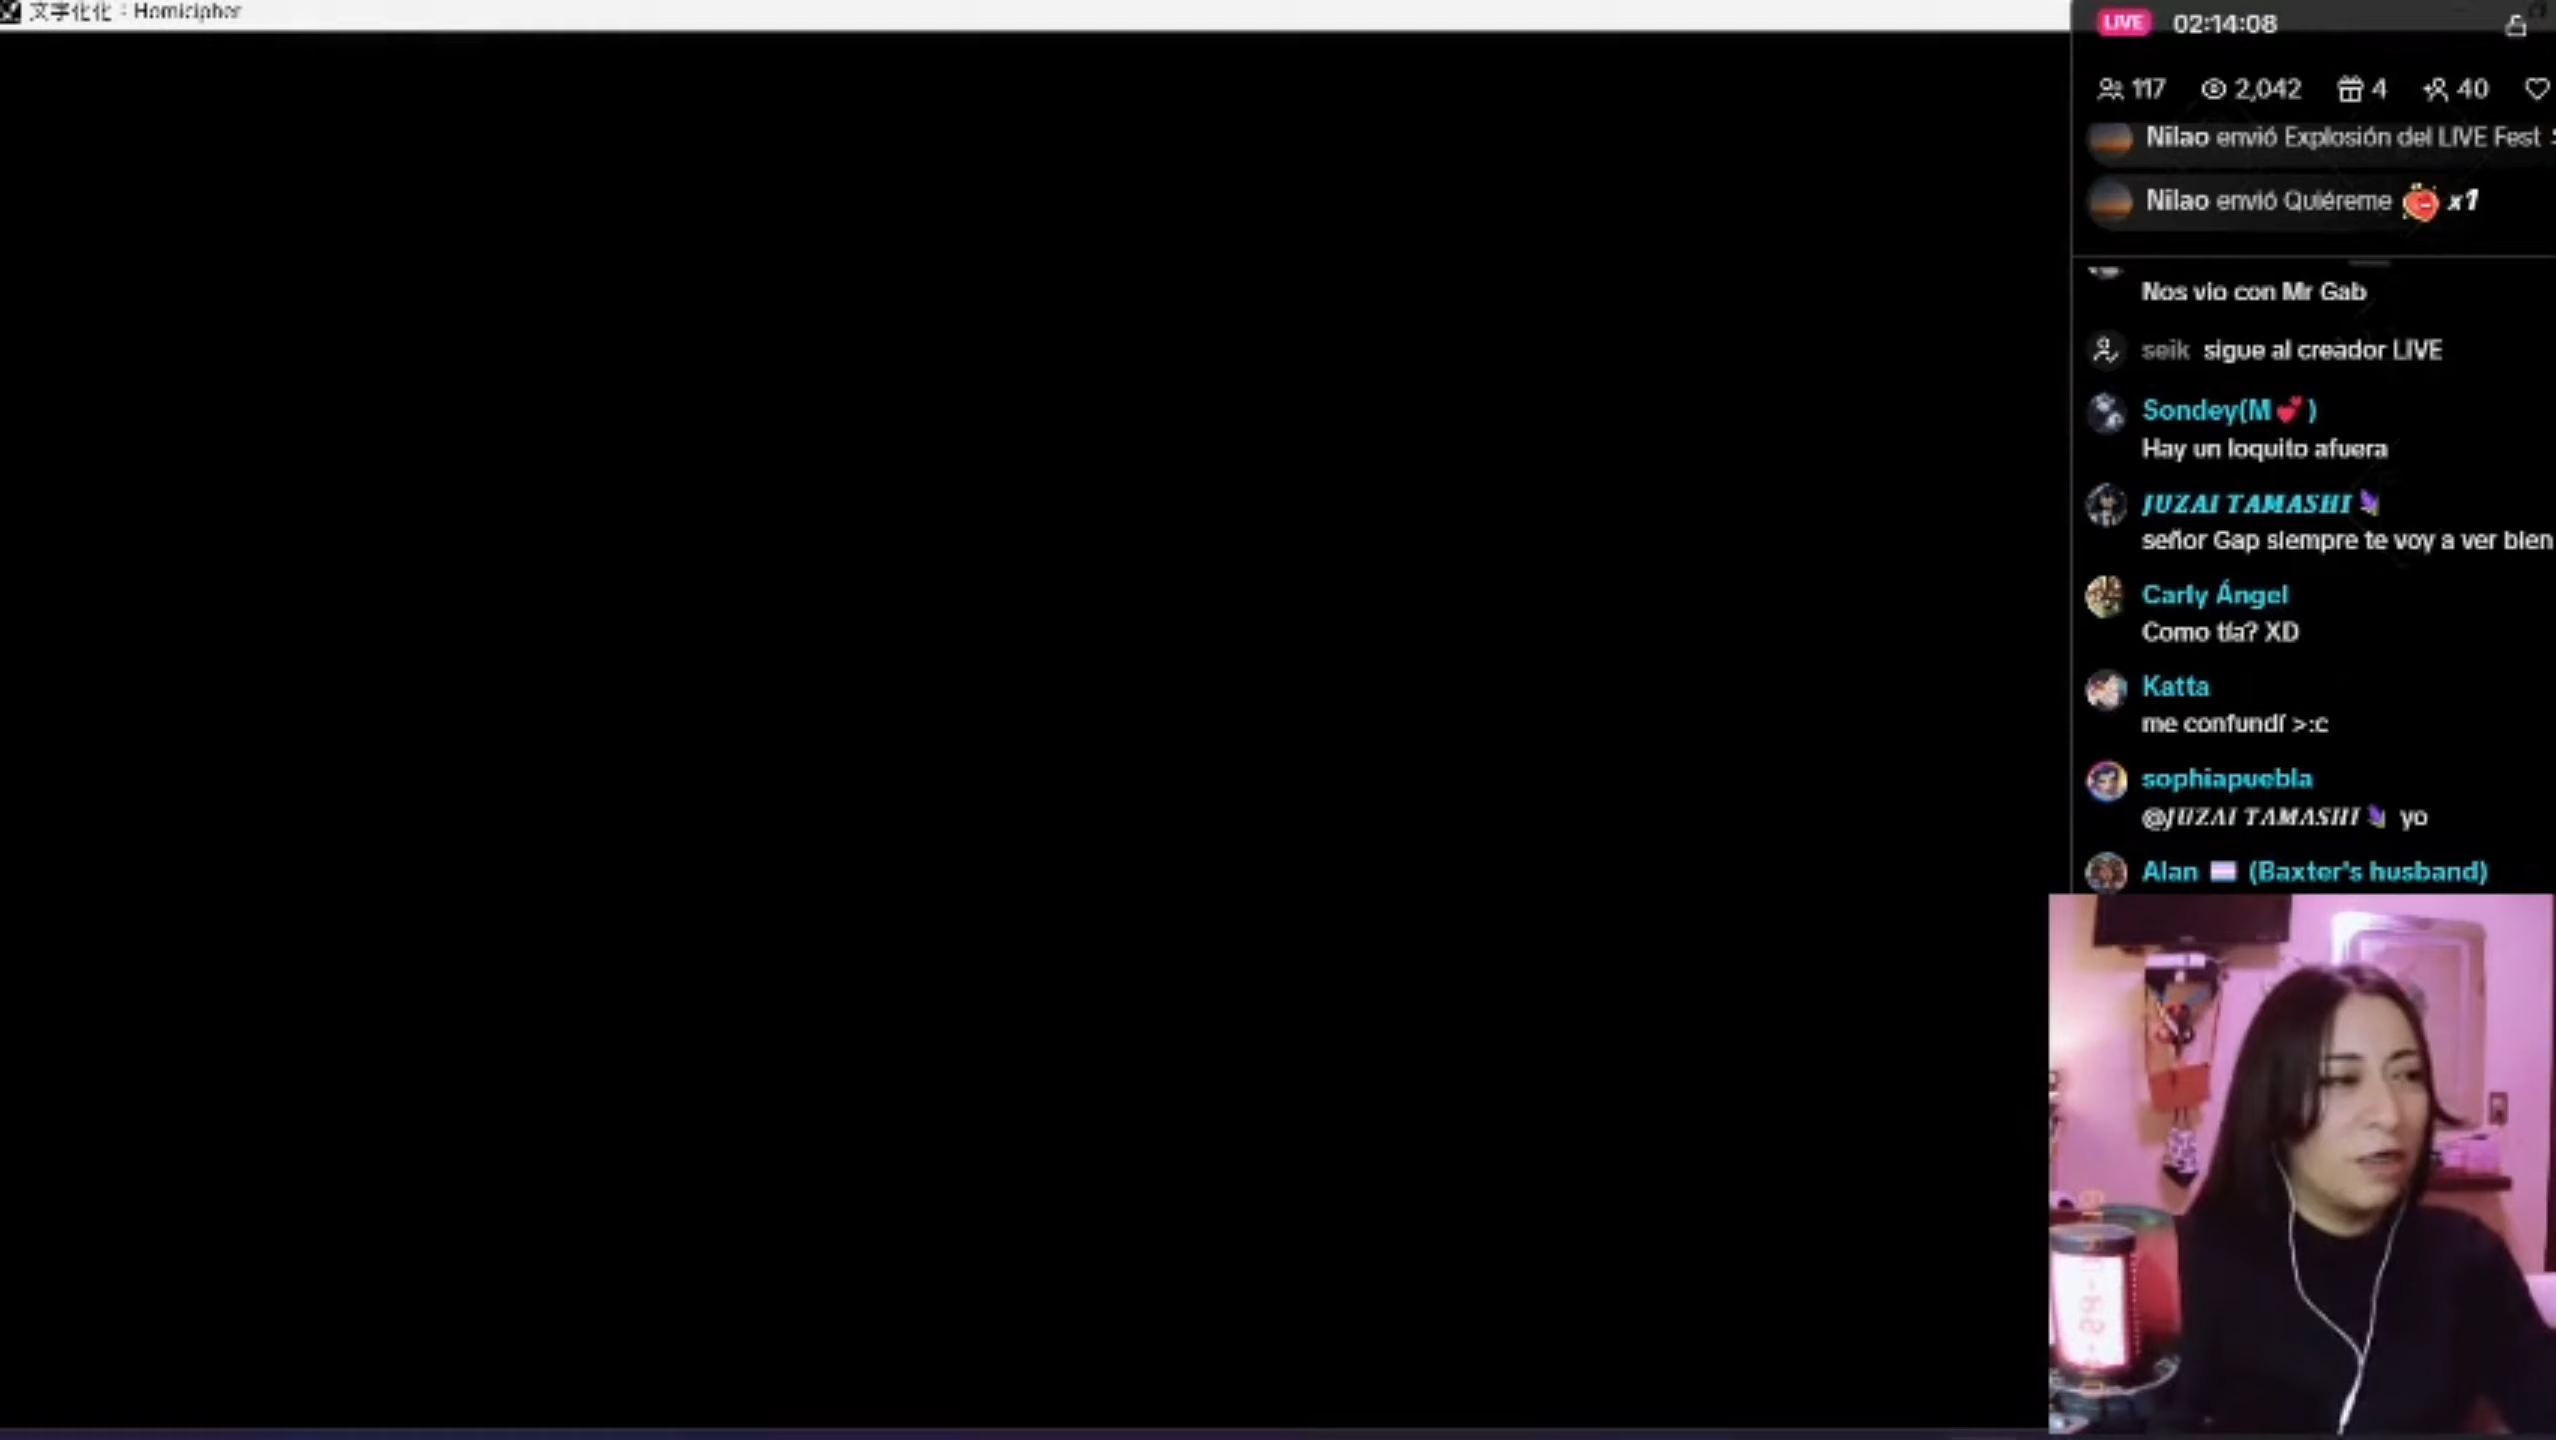 文字化化：Homicipher
LIVE 02:14:08
117 2,042 4 40
Nilao envió Explosión del LIVE Fest
Nilao envió Quiéreme x1
Nos vio con Mr Gab
seik sigue al creador LIVE
Sondey(M💕)
Hay un loquito afuera
JUZAI TAMASHI
señor Gap siempre te voy a ver bien
Carly Ángel
Como tía? XD
Katta
me confundí >:c
sophiapuebla
@JUZAI TAMASHI yo
Alan (Baxter's husband)